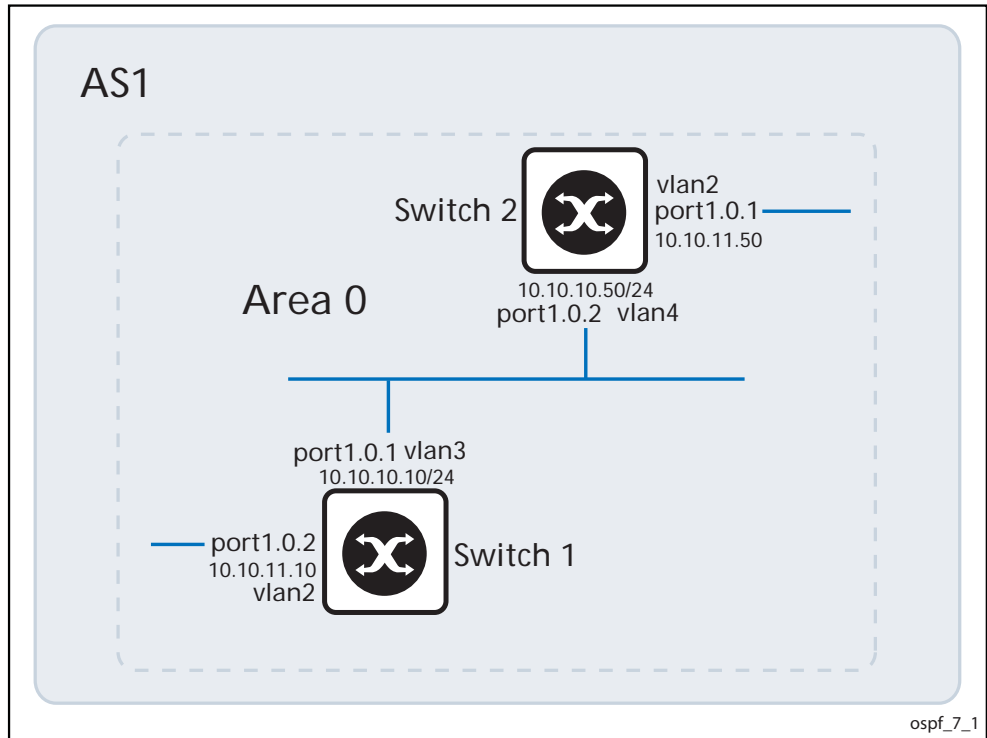 AS1
vlan2
Switch 2
port1.0.1
10.10.11.50
10.10.10.50/24
Area 0
port1.0.2 vlan4
port1.0.1 vlan3
10.10.10.10/24
port1.0.2
10.10.11.10
vlan2
Switch 1
ospf_7_1